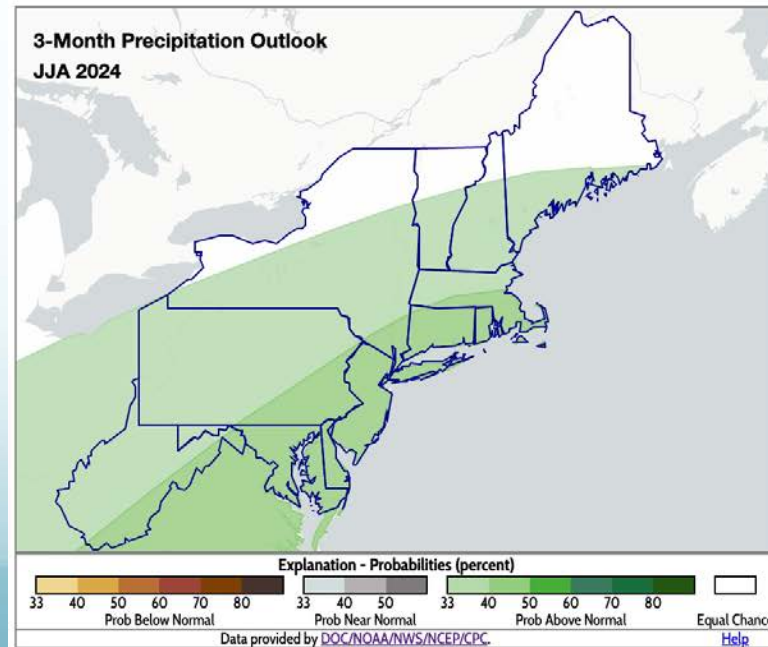 3-Month Precipitation Outlook
JJA 2024
Explanation - Probabilities (percent)
33 40 50 60 70 80 33 40 50 33 40 50 60 70 80
Prob Below Normal Prob Near Normal Prob Above Normal Equal Chance
Data provided by DOC/NOAA/NWS/NCEP/CPC. Help